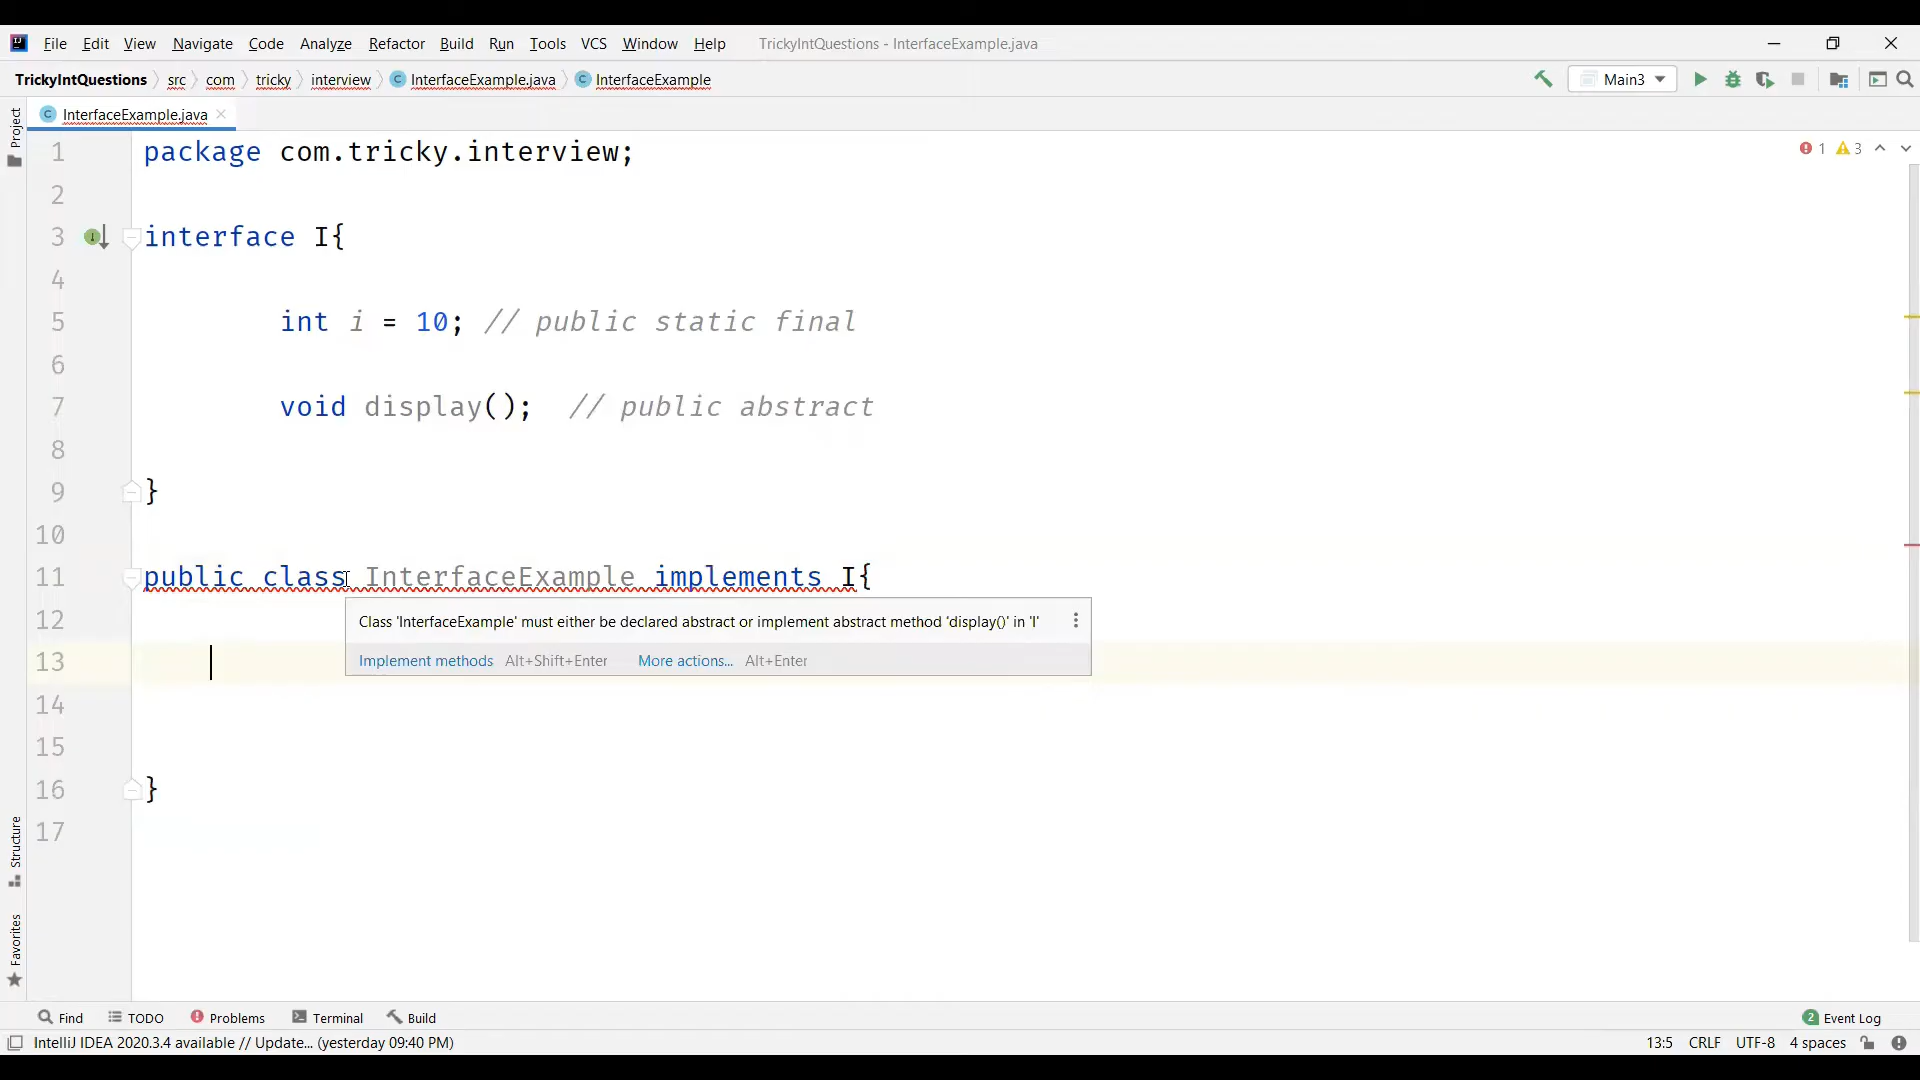 File Edit View Navigate Code Analyze Refactor Build Run Tools VCS Window Help TrickyIntQuestions - InterfaceExample.java
TrickyIntQuestions src com tricky interview InterfaceExample.java InterfaceExample Main3
InterfaceExample.java
Project
1 package com.tricky.interview;
1 3
2
3 interface I{
4
5 int i = 10; // public static final
6
7 void display(); // public abstract
8
9 }
10
11 public class InterfaceExample implements I{
12
Class 'InterfaceExample' must either be declared abstract or implement abstract method 'display()' in 'I'
13
Implement methods Alt+Shift+Enter More actions... Alt+Enter
14
15
16 }
17
Structure
Favorites
Find TODO Problems Terminal Build 2 Event Log
IntelliJ IDEA 2020.3.4 available // Update... (yesterday 09:40 PM) 13:5 CRLF UTF-8 4 spaces